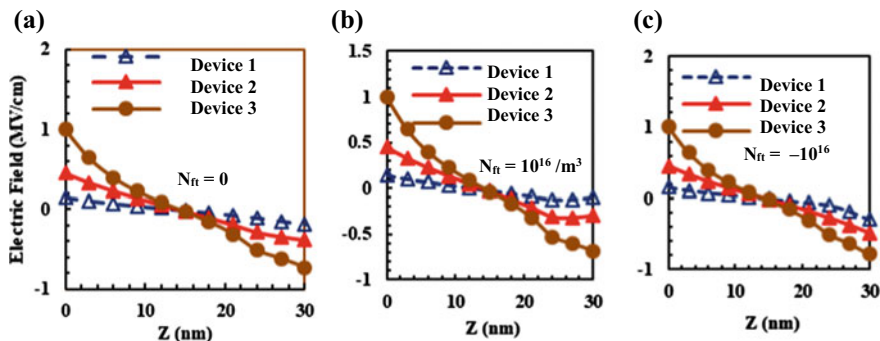 (a)
2
1
0
-1
Electric Field (MV/cm)
Device 1
Device 2
Device 3
N_ft = 0
0 10 20 30
Z (nm)
(b)
1.5
1
0.5
0
-0.5
-1
Device 1
Device 2
Device 3
N_ft = 10^16 /m^3
0 10 20 30
Z (nm)
(c)
2
1
0
-1
Device 1
Device 2
Device 3
N_ft = –10^16
0 10 20 30
Z (nm)